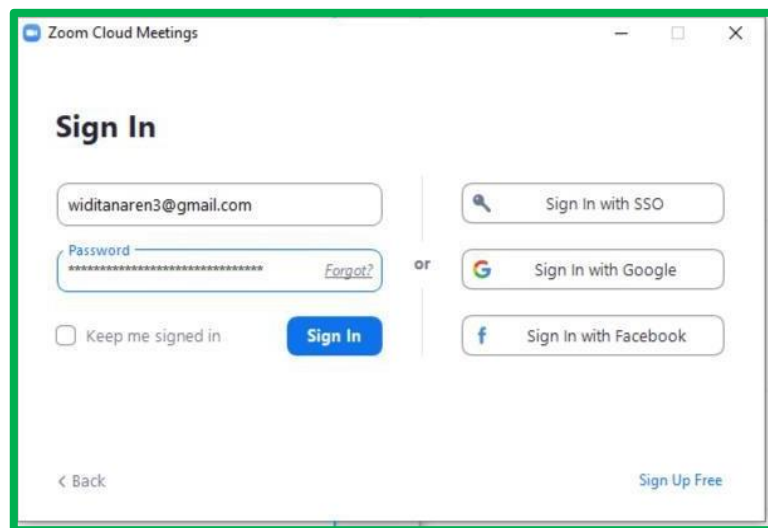 Zoom Cloud Meetings
Sign In
widitanaren3@gmail.com
Password
******************************* Forgot?
Keep me signed in
Sign In
or
Sign In with SSO
Sign In with Google
Sign In with Facebook
< Back
Sign Up Free